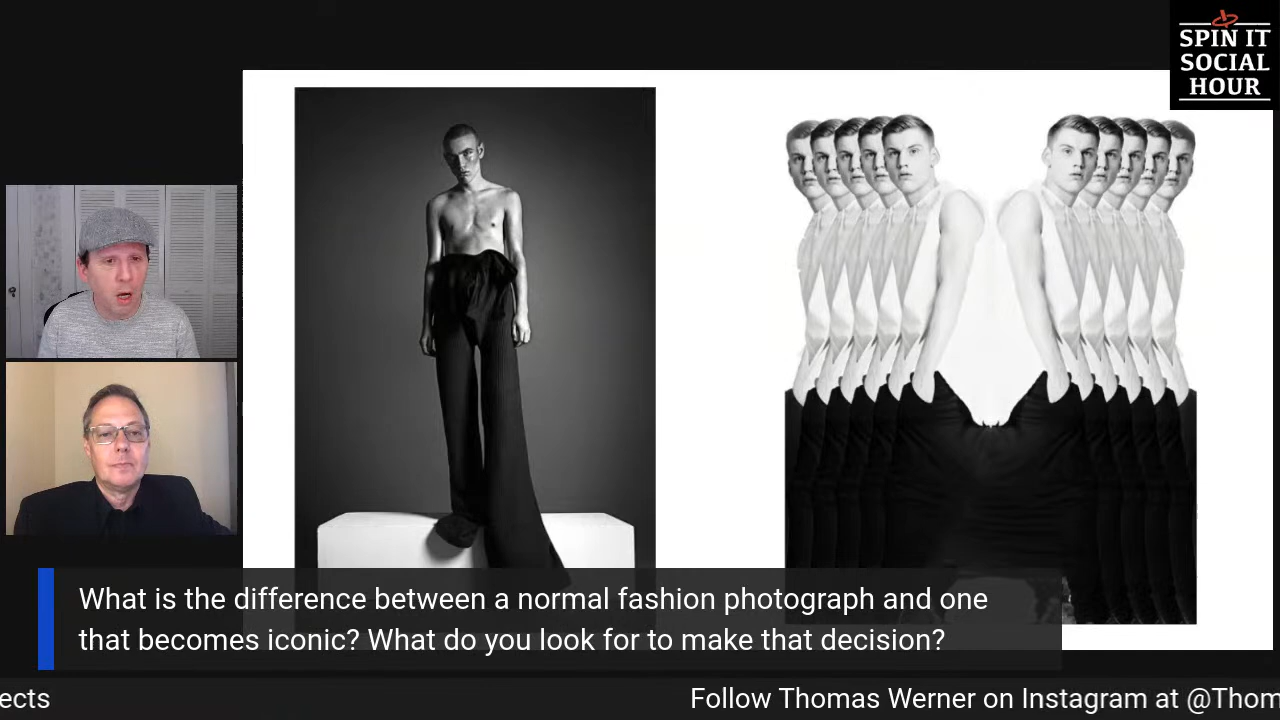 SPIN IT
SOCIAL
HOUR
What is the difference between a normal fashion photograph and one
that becomes iconic? What do you look for to make that decision?
ects
Follow Thomas Werner on Instagram at @Thom